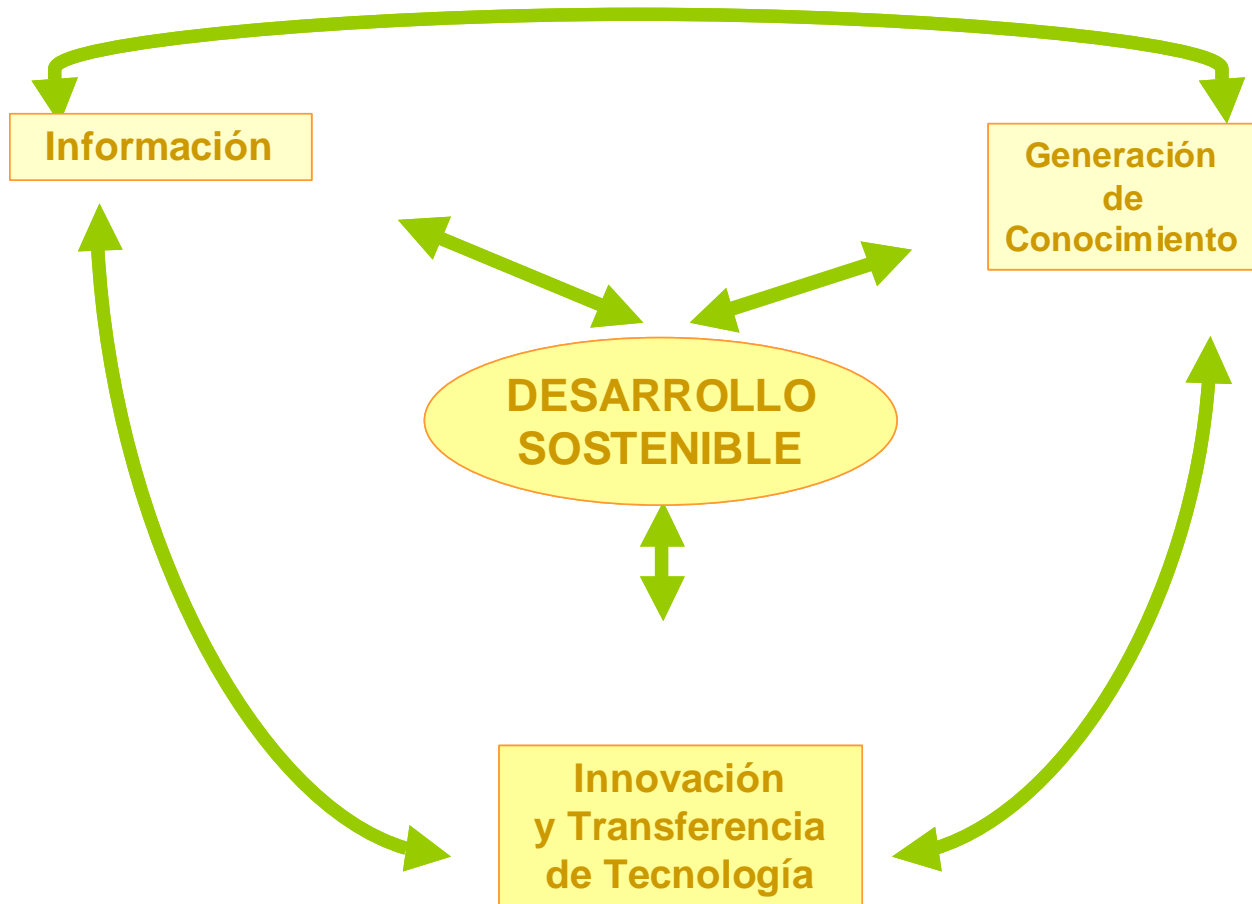 Información
Generación
de
Conocimiento
DESARROLLO
SOSTENIBLE
Innovación
y Transferencia
de Tecnología